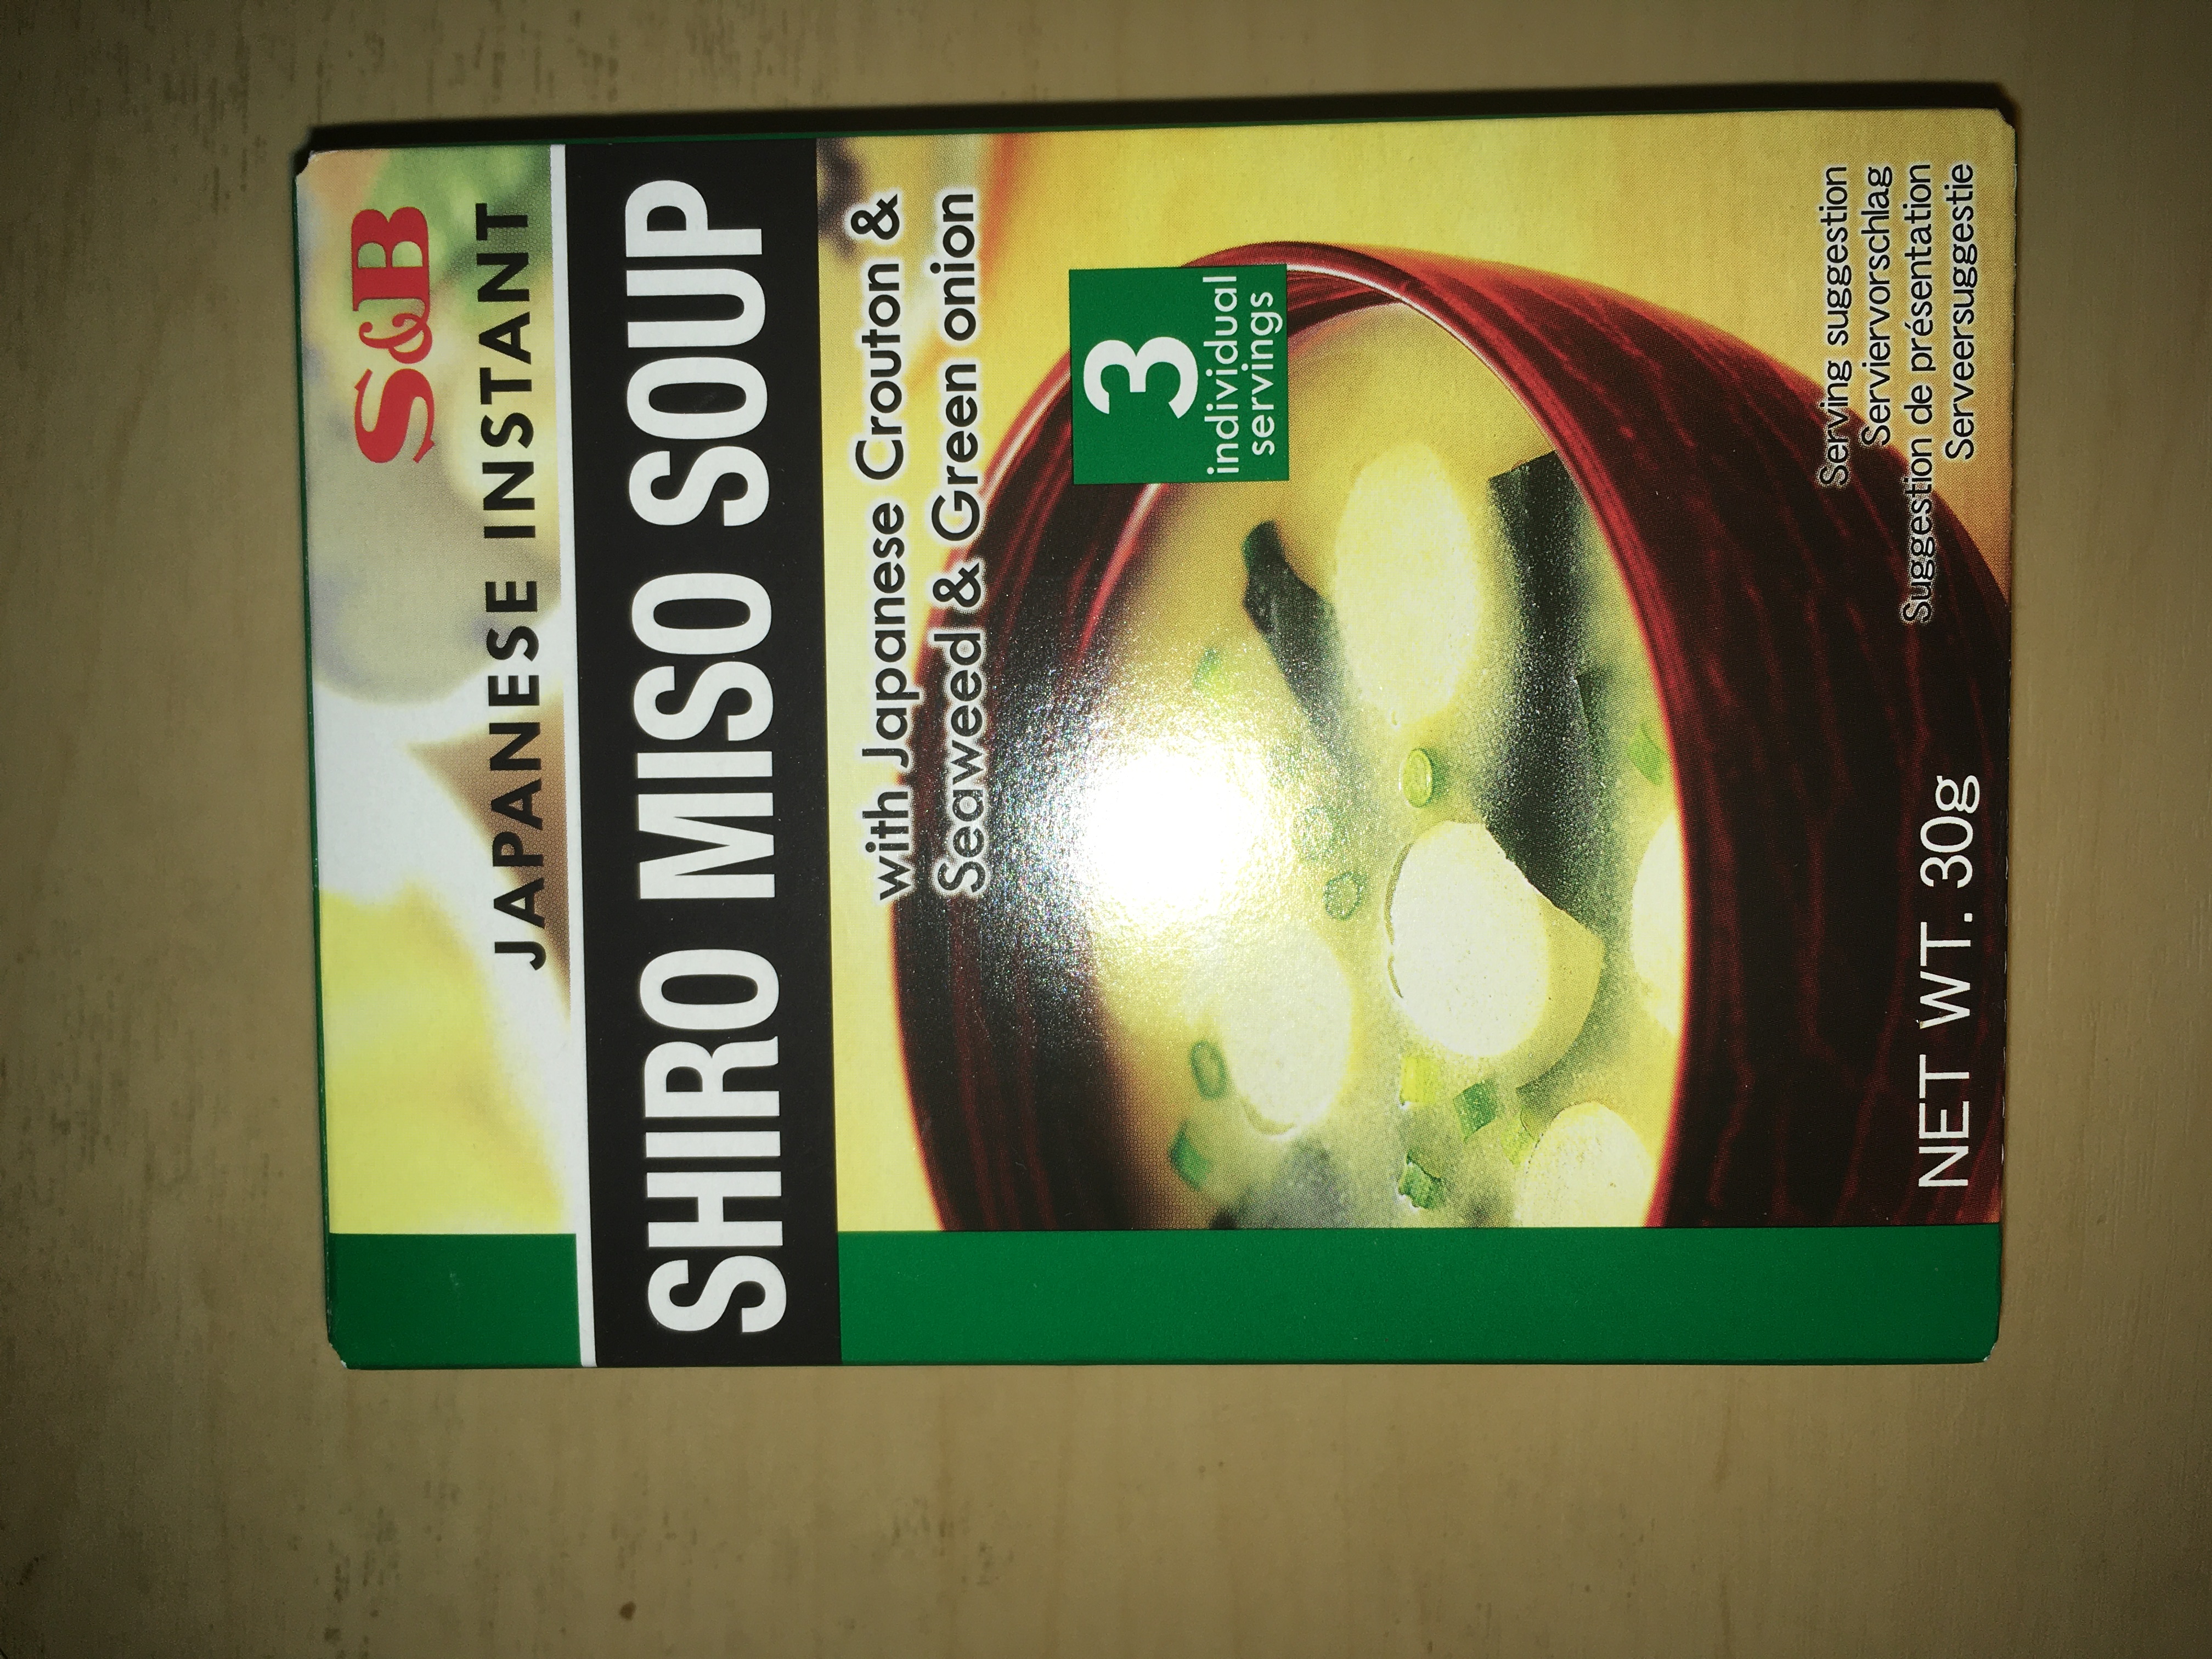 S&B
JAPANESE INSTANT
SHIRO MISO SOUP
with Japanese Crouton &
Seaweed & Green onion
3
individual
servings
Serving suggestion
Serviervorschlag
Suggestion de présentation
Serveersuggestie
NET WT. 30g